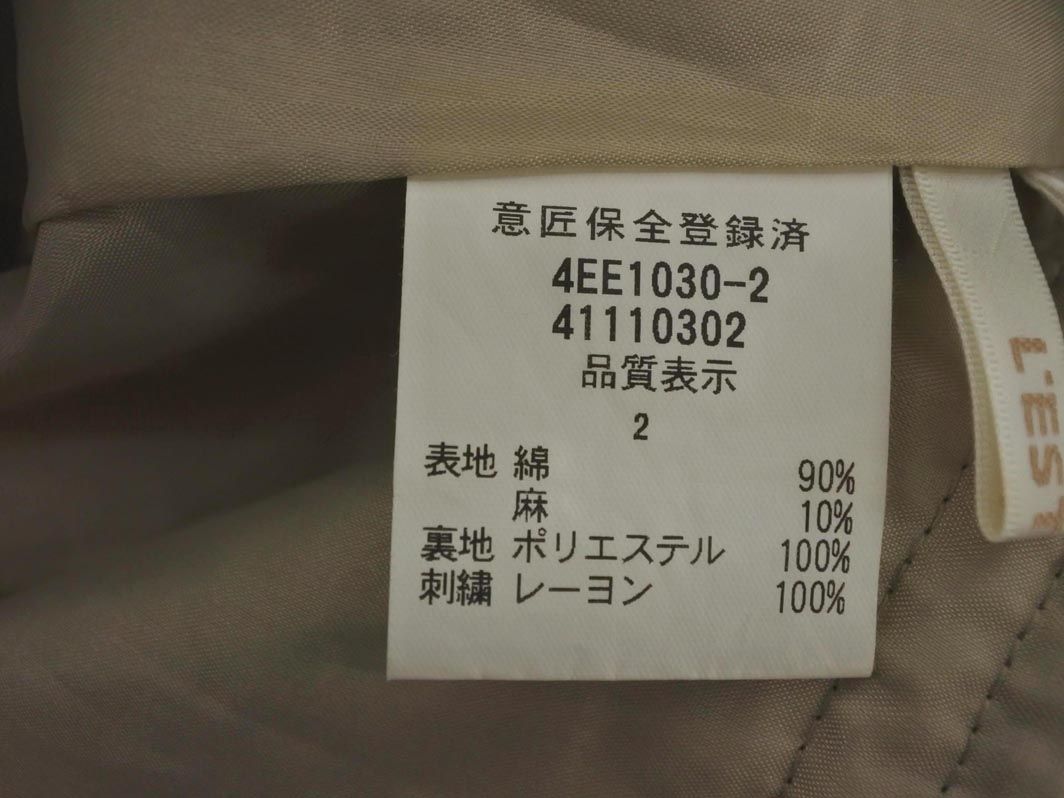 意匠保全登録済
4EE1030-2
41110302
品質表示
2
表地 綿 90%
麻 10%
裏地 ポリエステル 100%
刺繍 レーヨン 100%
L'ES